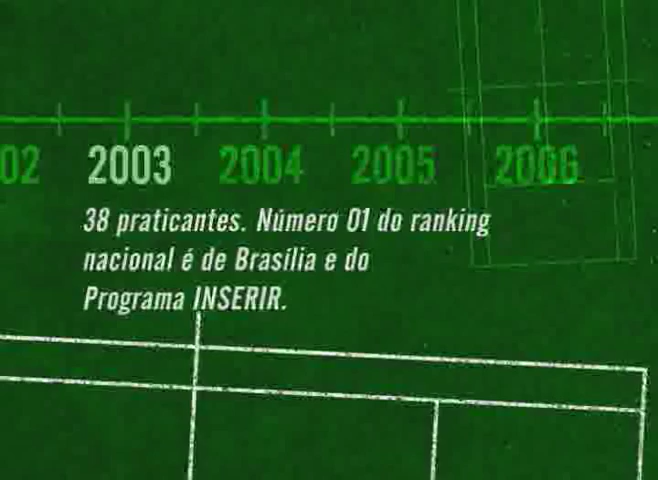 02 2003 2004 2005 2006
38 praticantes. Número 01 do ranking
nacional é de Brasília e do
Programa INSERIR.